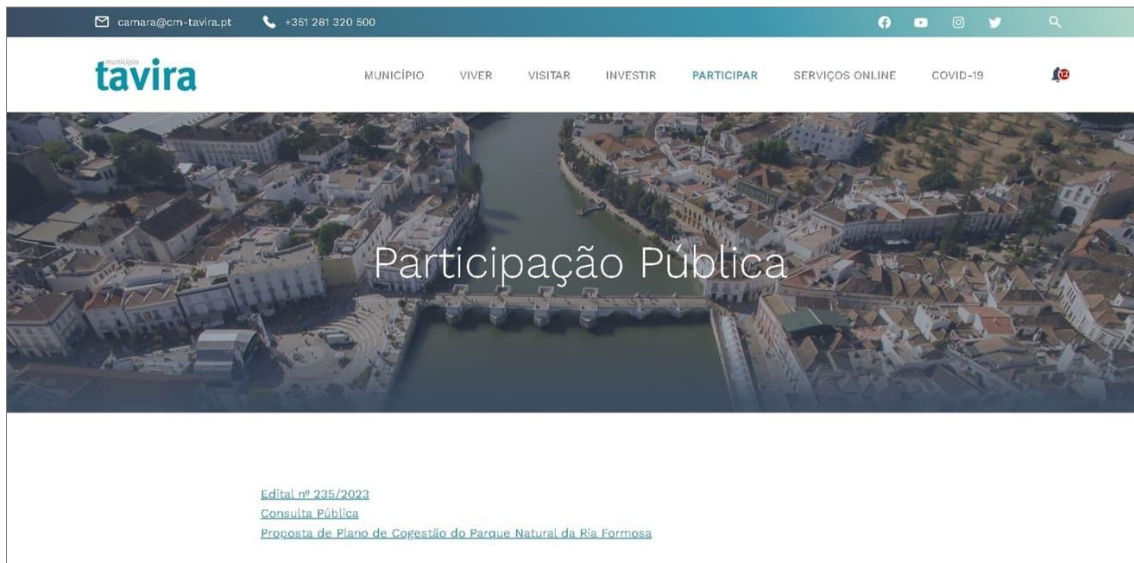 camara@cm-tavira.pt +351 281 320 500
município
tavira
MUNICÍPIO VIVER VISITAR INVESTIR PARTICIPAR SERVIÇOS ONLINE COVID-19
Participação Pública
Edital nº 235/2023
Consulta Pública
Proposta de Plano de Cogestão do Parque Natural da Ria Formosa